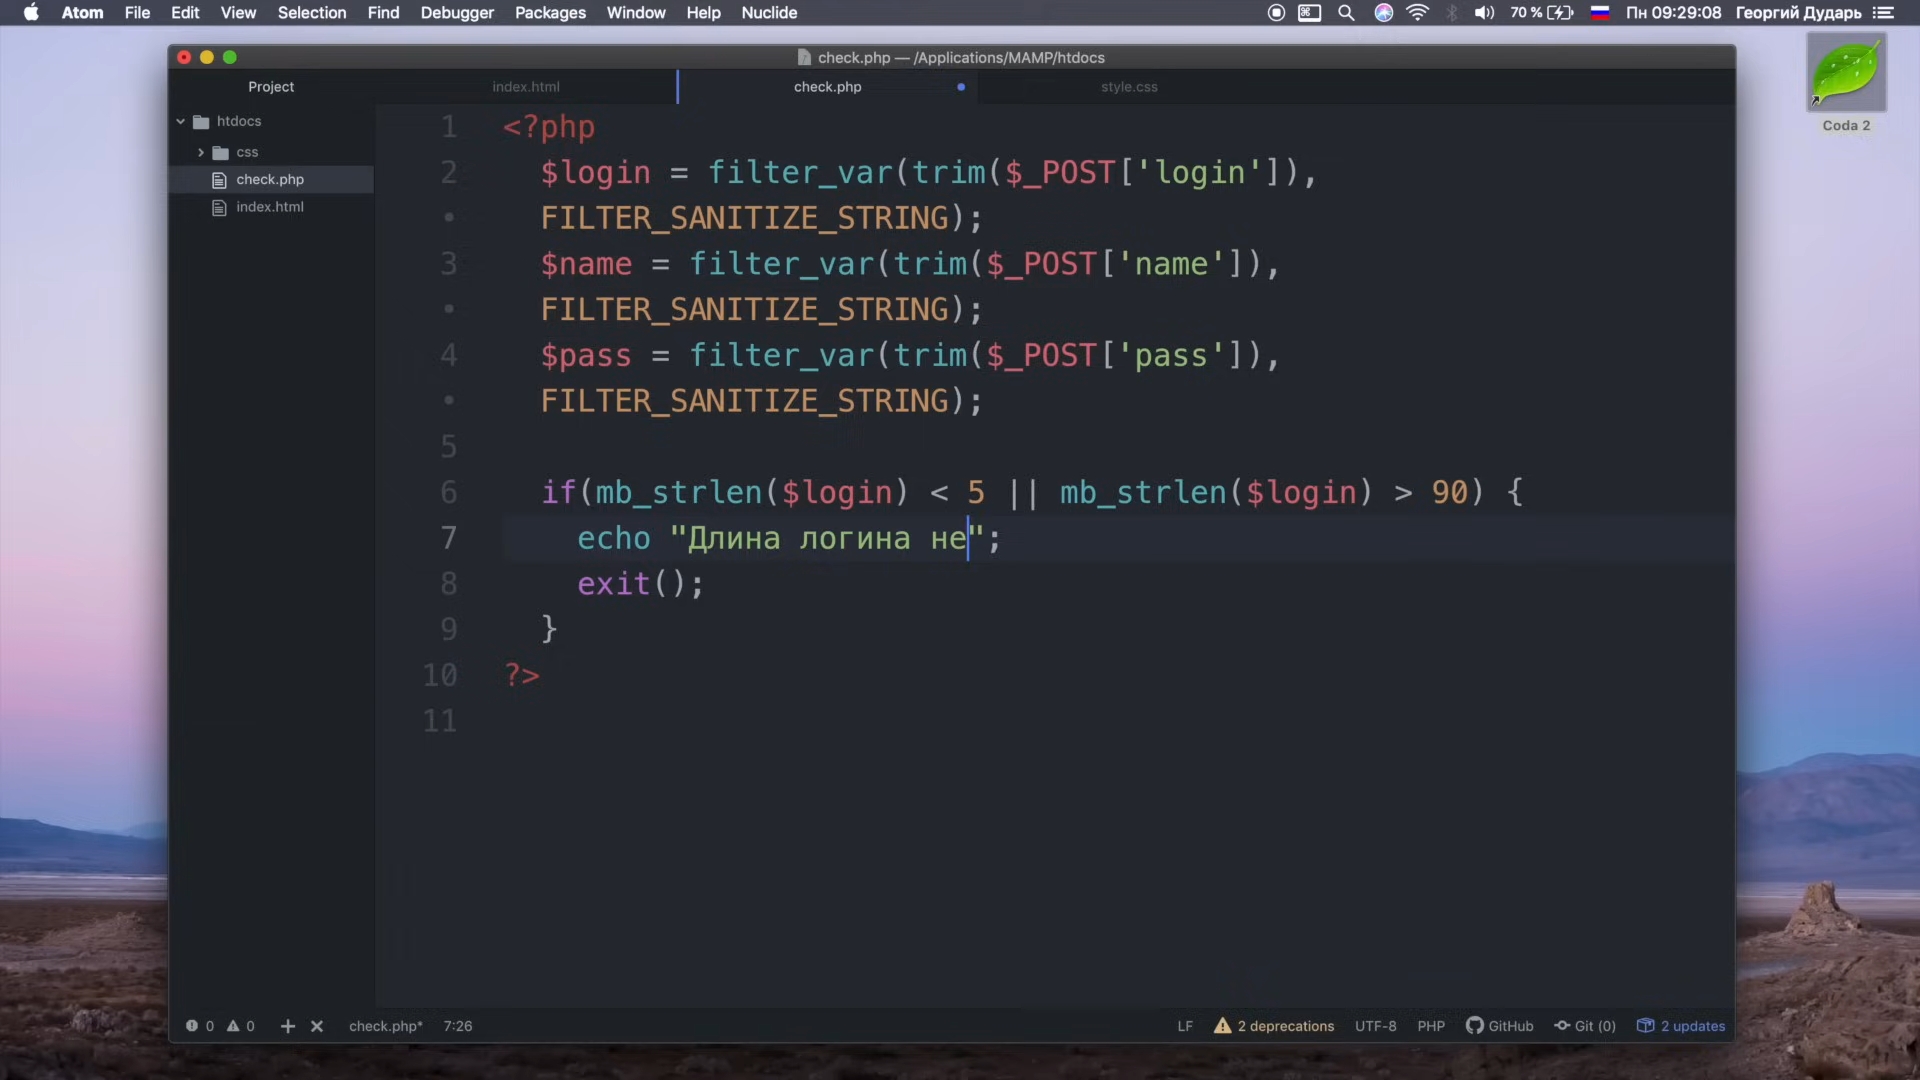 Atom File Edit View Selection Find Debugger Packages Window Help Nuclide 70 % Пн 09:29:08 Георгий Дударь
check.php — /Applications/MAMP/htdocs
Project index.html check.php style.css
Coda 2
htdocs
css
check.php
index.html
1 <?php
2 $login = filter_var(trim($_POST['login']),
• FILTER_SANITIZE_STRING);
3 $name = filter_var(trim($_POST['name']),
• FILTER_SANITIZE_STRING);
4 $pass = filter_var(trim($_POST['pass']),
• FILTER_SANITIZE_STRING);
5
6 if(mb_strlen($login) < 5 || mb_strlen($login) > 90) {
7 echo "Длина логина не";
8 exit();
9 }
10 ?>
11
0 0 + × check.php* 7:26 LF 2 deprecations UTF-8 PHP GitHub Git (0) 2 updates